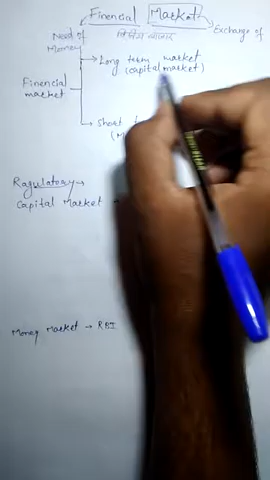 Financial Market
Need of Money
Exchange of
वित्तीय बाजार
Long term market
(capital market)
Financial market
Short
(M
Ragulatory →
Capital Market →
Money Market → RBI